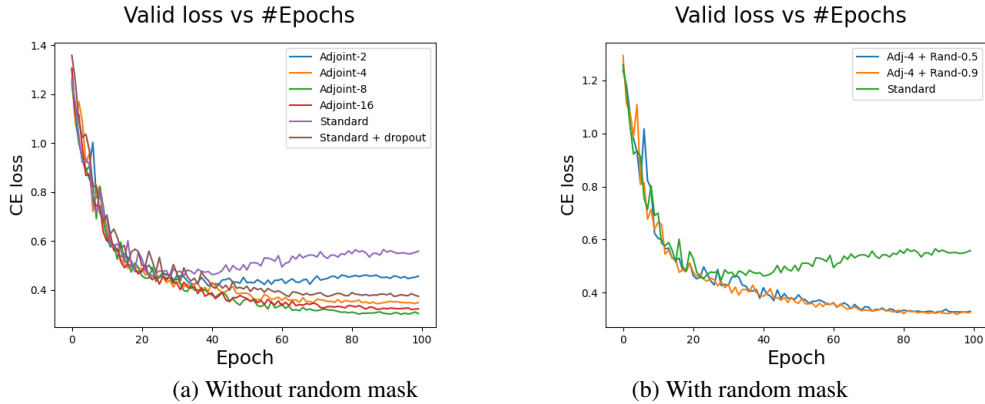 Valid loss vs #Epochs
1.4
1.2
1.0
0.8
0.6
0.4
CE loss
Adjoint-2
Adjoint-4
Adjoint-8
Adjoint-16
Standard
Standard + dropout
0 20 40 60 80 100
Epoch
(a) Without random mask
Valid loss vs #Epochs
1.2
1.0
0.8
0.6
0.4
CE loss
Adj-4 + Rand-0.5
Adj-4 + Rand-0.9
Standard
0 20 40 60 80 100
Epoch
(b) With random mask